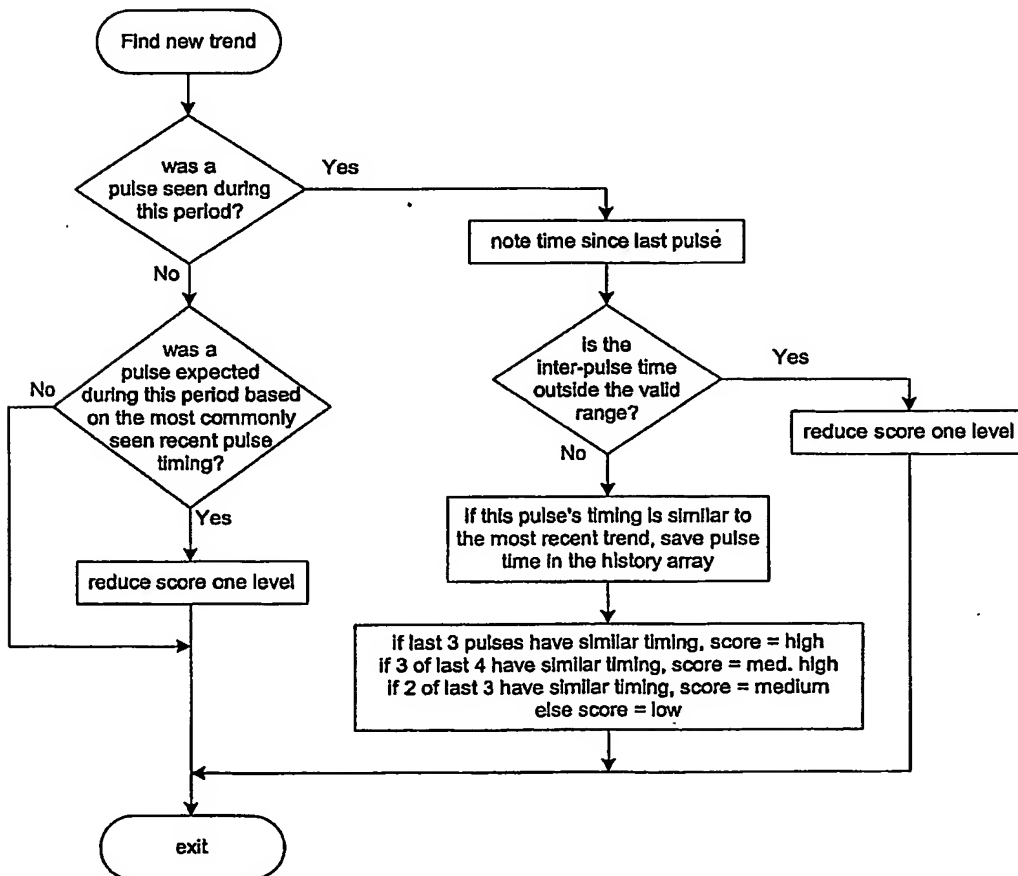 Find new trend
was a
pulse seen during
this period?
Yes
No
note time since last pulse
was a
pulse expected
during this period based
on the most commonly
seen recent pulse
timing?
No
Yes
is the
inter-pulse time
outside the valid
range?
Yes
No
reduce score one level
reduce score one level
if this pulse's timing is similar to
the most recent trend, save pulse
time in the history array
if last 3 pulses have similar timing, score = high
if 3 of last 4 have similar timing, score = med. high
if 2 of last 3 have similar timing, score = medium
else score = low
exit